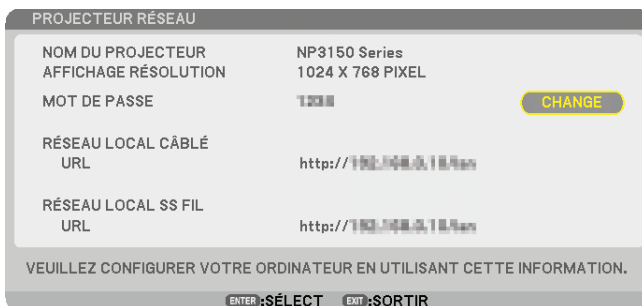 PROJECTEUR RÉSEAU
NOM DU PROJECTEUR NP3150 Series
AFFICHAGE RÉSOLUTION 1024 X 768 PIXEL
MOT DE PASSE CHANGE
RÉSEAU LOCAL CÂBLÉ
URL http://
RÉSEAU LOCAL SS FIL
URL http://
VEUILLEZ CONFIGURER VOTRE ORDINATEUR EN UTILISANT CETTE INFORMATION.
ENTER :SÉLECT EXIT :SORTIR